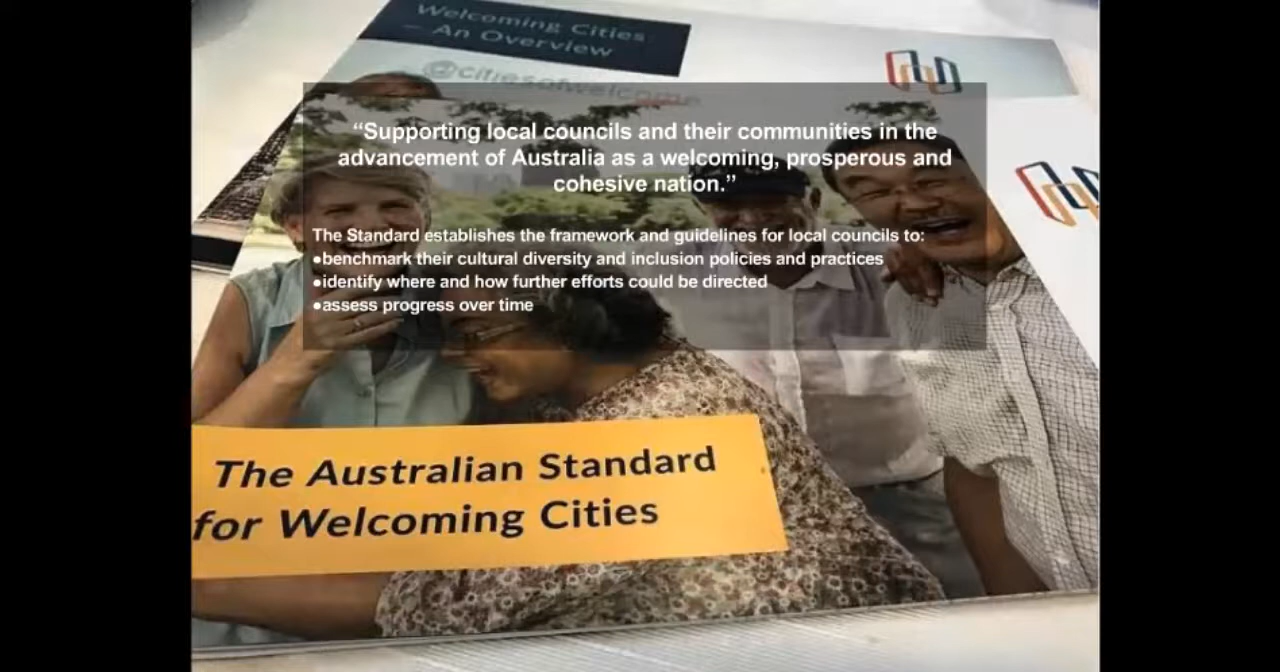 Welcoming Cities
– An Overview
@citiesofwelcome
“Supporting local councils and their communities in the
advancement of Australia as a welcoming, prosperous and
cohesive nation.”
The Standard establishes the framework and guidelines for local councils to:
●benchmark their cultural diversity and inclusion policies and practices
●identify where and how further efforts could be directed
●assess progress over time
The Australian Standard
for Welcoming Cities